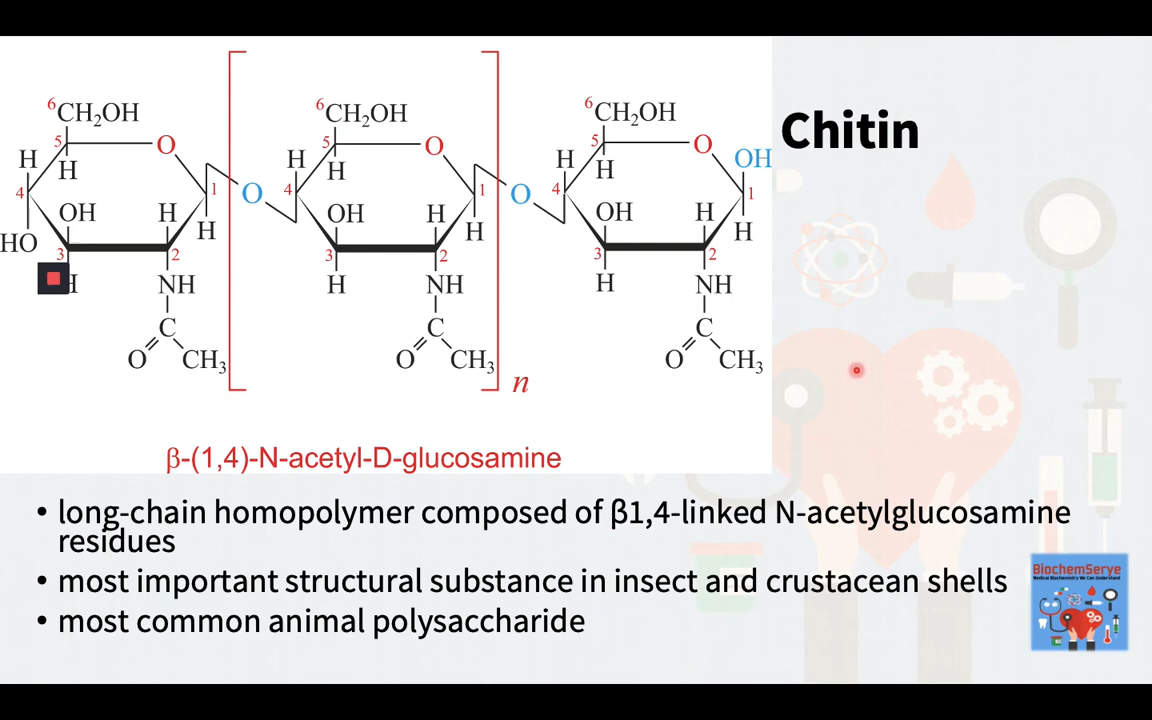 Chitin
6CH2OH 6CH2OH 6CH2OH
5 O 5 O 5 O OH
H H H H H H
4 1 O 4 1 O 4 1
OH H OH H OH H
HO H H H
3 2 3 2 3 2
H NH H NH H NH
C C C
O CH3 O CH3 O CH3
n
β-(1,4)-N-acetyl-D-glucosamine
• long-chain homopolymer composed of β1,4-linked N-acetylglucosamine
residues
• most important structural substance in insect and crustacean shells
• most common animal polysaccharide
BiochemSerye
Medical Biochemistry We Can Understand